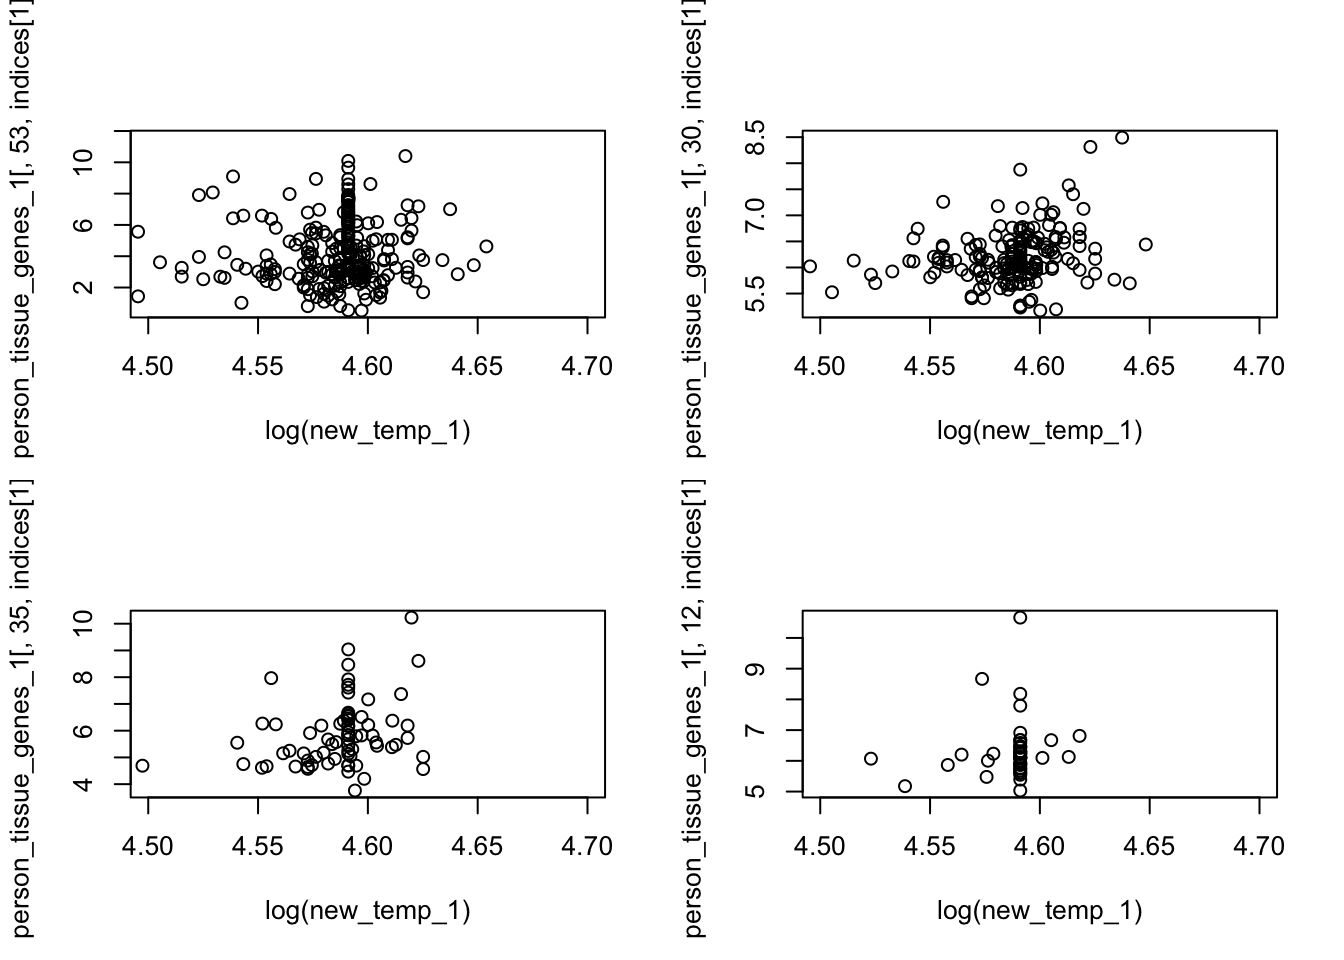 person_tissue_genes_1[, 53, indices[1]
10
6
2
4.50 4.55 4.60 4.65 4.70
log(new_temp_1)
person_tissue_genes_1[, 30, indices[1]
8.5
7.0
5.5
4.50 4.55 4.60 4.65 4.70
log(new_temp_1)
person_tissue_genes_1[, 35, indices[1]
10
8
6
4
4.50 4.55 4.60 4.65 4.70
log(new_temp_1)
person_tissue_genes_1[, 12, indices[1]
9
7
5
4.50 4.55 4.60 4.65 4.70
log(new_temp_1)